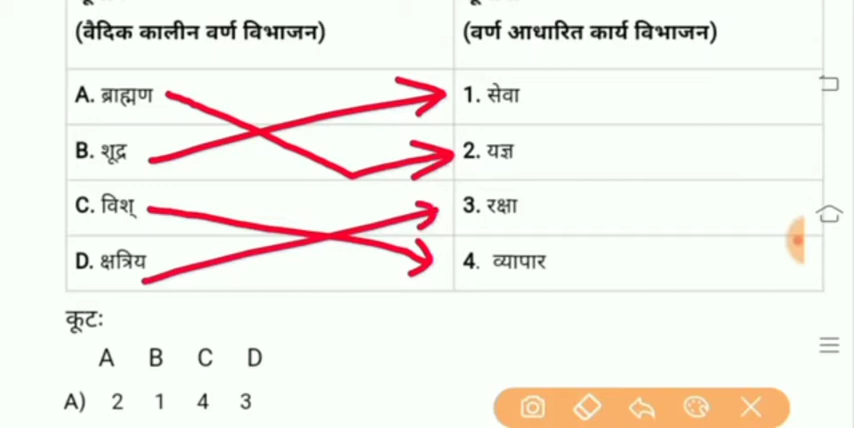 (वैदिक कालीन वर्ण विभाजन) (वर्ण आधारित कार्य विभाजन)
A. ब्राह्मण 1. सेवा
B. शूद्र 2. यज्ञ
C. विश् 3. रक्षा
D. क्षत्रिय 4. व्यापार
कूटः
A B C D
A) 2 1 4 3